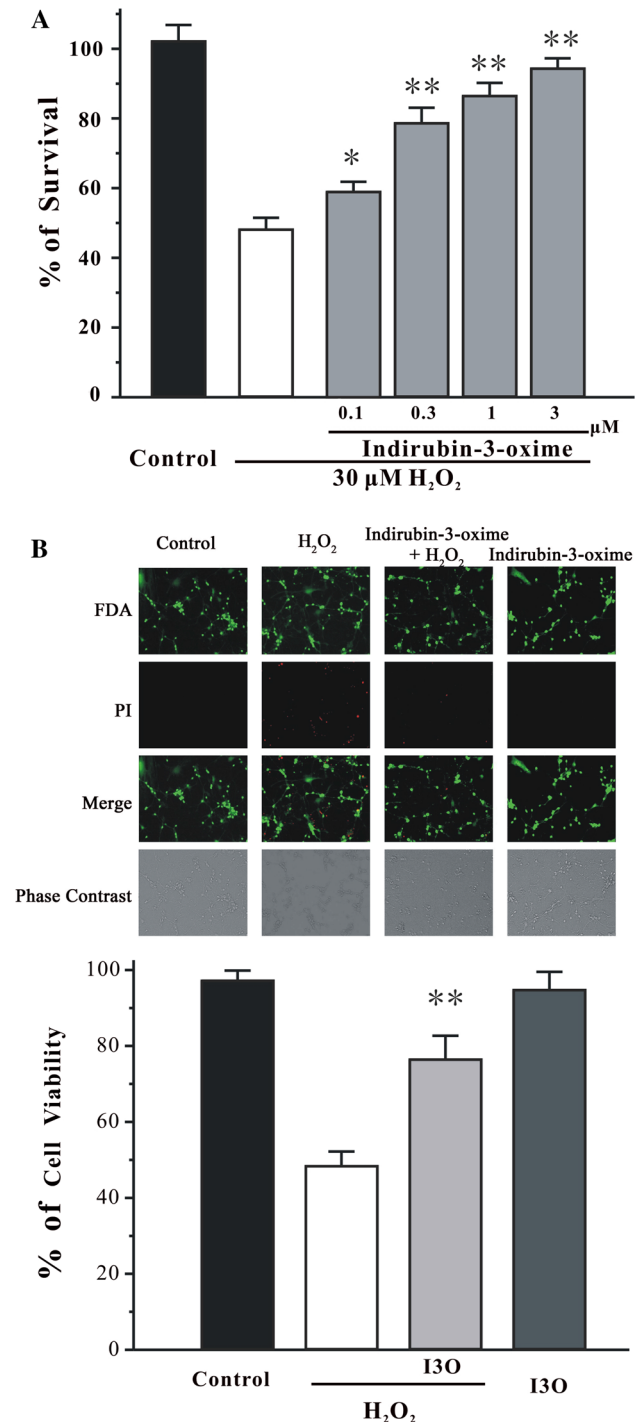 A
% of Survival
100
80
60
40
20
0
*
**
**
**
0.1 0.3 1 3
μM
Indirubin-3-oxime
Control
30 μM H₂O₂
B
Control H₂O₂ Indirubin-3-oxime + H₂O₂ Indirubin-3-oxime
FDA
PI
Merge
Phase Contrast
% of Cell Viability
100
80
60
40
20
0
**
Control
I3O
I3O
H₂O₂